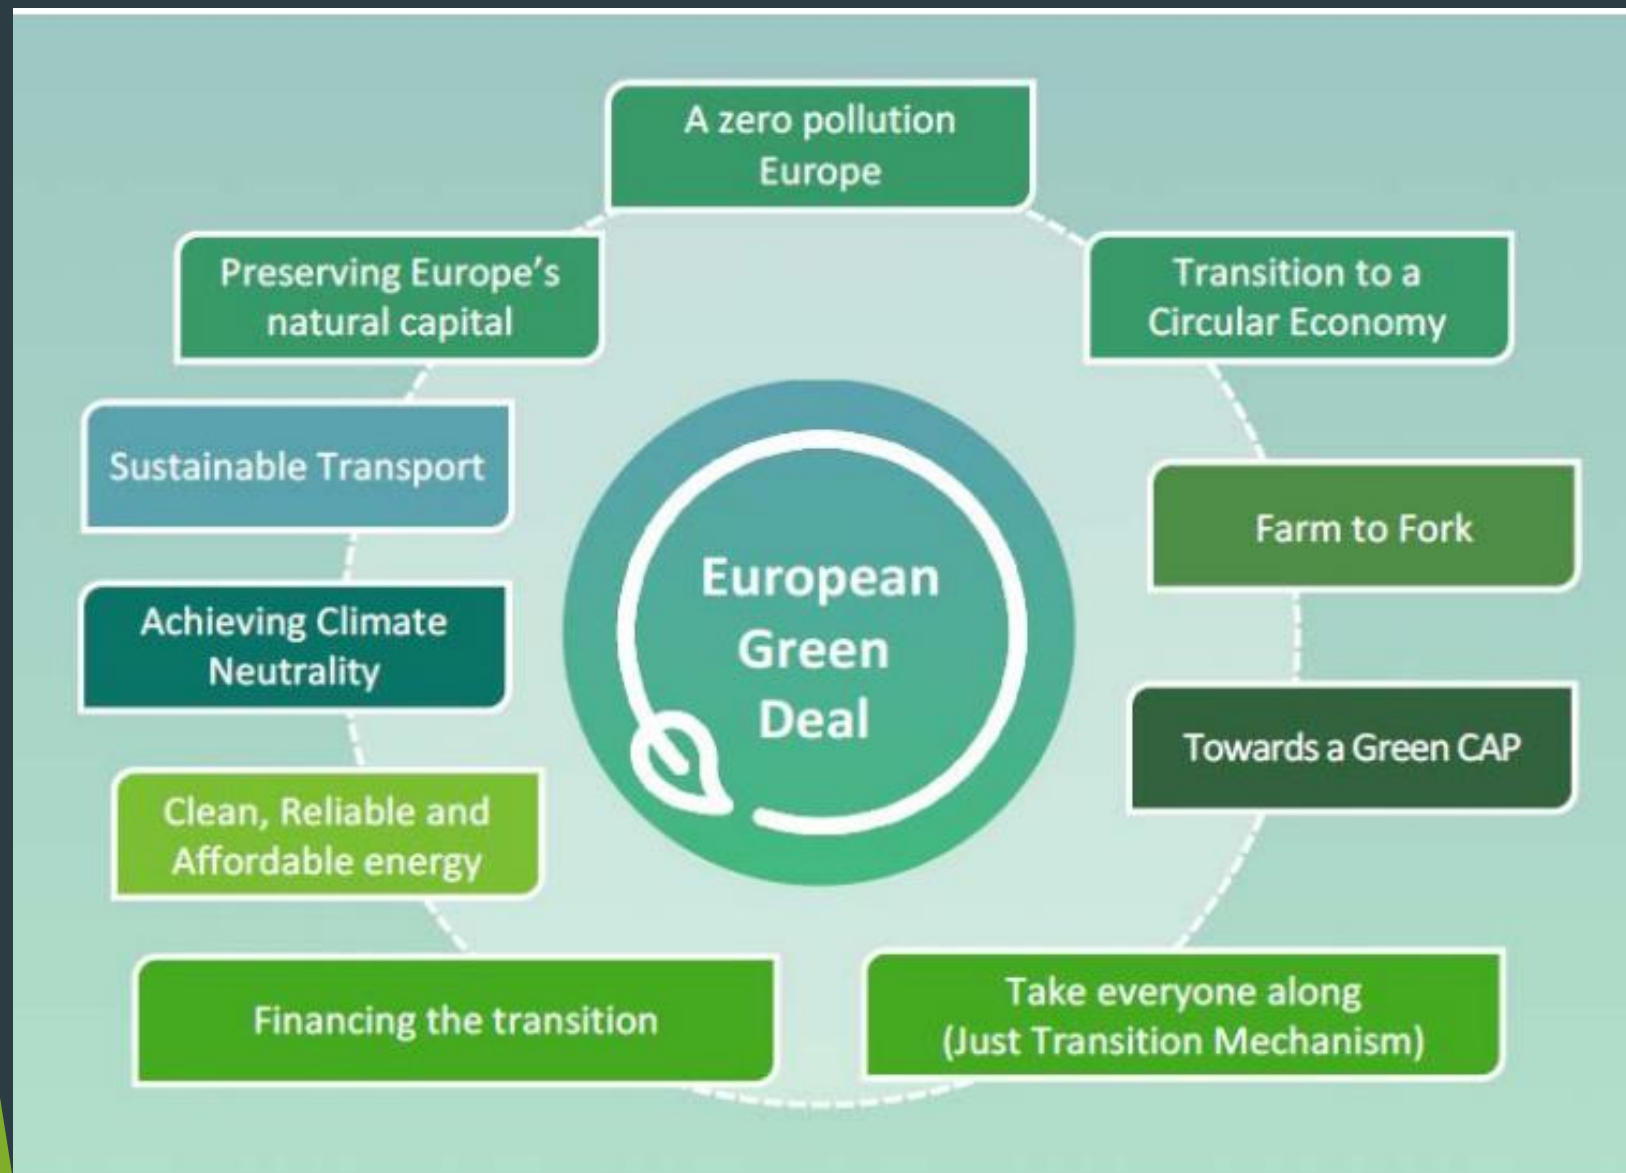 A zero pollution
Europe
Preserving Europe's
natural capital
Transition to a
Circular Economy
Sustainable Transport
Farm to Fork
European
Green
Deal
Achieving Climate
Neutrality
Towards a Green CAP
Clean, Reliable and
Affordable energy
Financing the transition
Take everyone along
(Just Transition Mechanism)